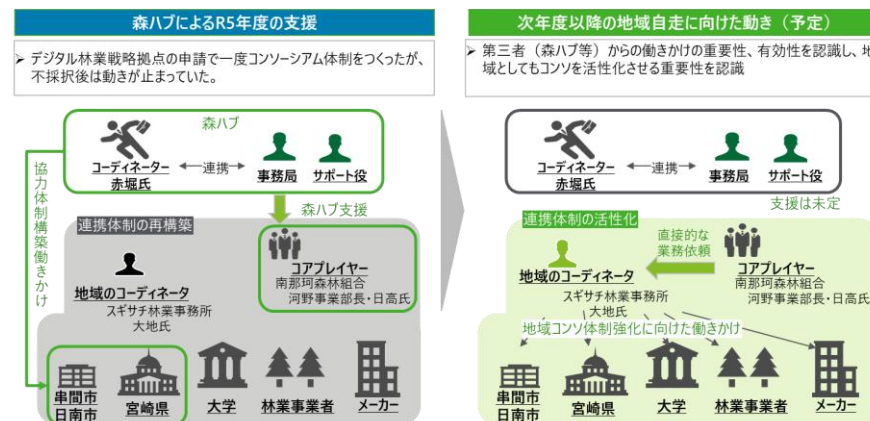 森ハブによるR5年度の支援
デジタル林業戦略拠点の申請で一度コンソーシアム体制をつくったが、
不採択後は動きが止まっていた。
森ハブ
コーディネーター
赤堀氏
連携
事務局
サポート役
協力体制構築働きかけ
森ハブ支援
連携体制の再構築
地域のコーディネータ
スギサチ林業事務所
大地氏
コアプレイヤー
南那珂森林組合
河野事業部長・日高氏
串間市
日南市
宮崎県
大学
林業事業者
メーカー
次年度以降の地域自走に向けた動き（予定）
第三者（森ハブ等）からの働きかけの重要性、有効性を認識し、地
域としてもコンソを活性化させる重要性を認識
コーディネーター
赤堀氏
連携
事務局
サポート役
支援は未定
連携体制の活性化
直接的な
業務依頼
地域のコーディネータ
スギサチ林業事務所
大地氏
コアプレイヤー
南那珂森林組合
河野事業部長・日高氏
地域コンソ体制強化に向けた働きかけ
串間市
日南市
宮崎県
大学
林業事業者
メーカー